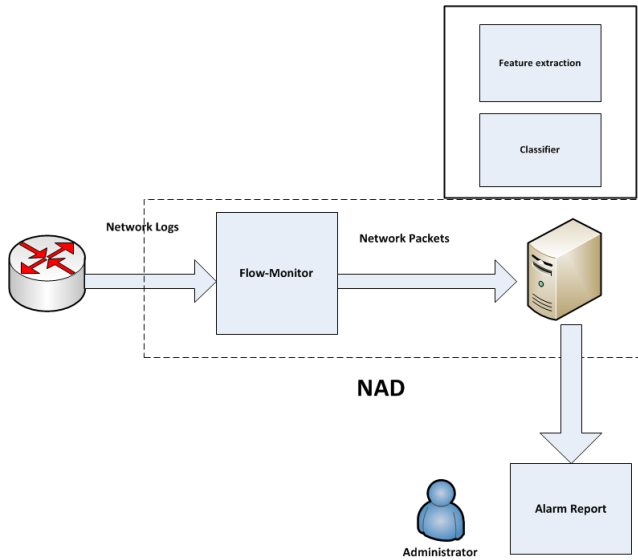 Feature extraction
Classifier
Network Logs
Network Packets
Flow-Monitor
NAD
Alarm Report
Administrator